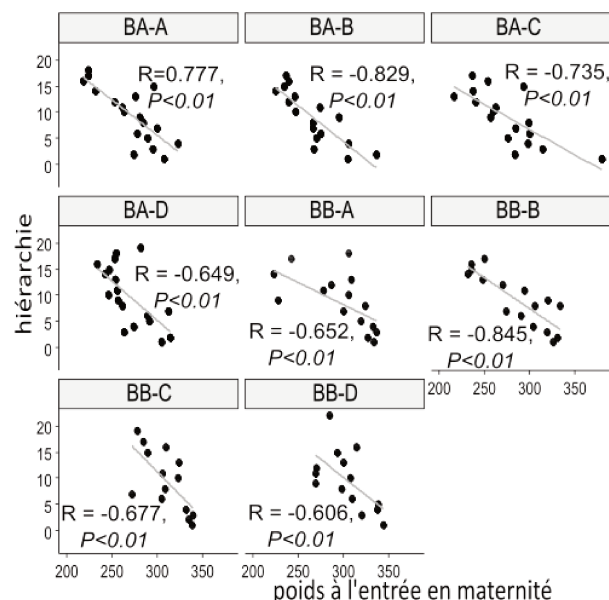 BA-A
BA-B
BA-C
R=0.777,
P<0.01
R = -0.829,
P<0.01
R = -0.735,
P<0.01
20
15
10
5
0
BA-D
BB-A
BB-B
R = -0.649,
P<0.01
R = -0.652,
P<0.01
R = -0.845,
P<0.01
20
15
10
5
0
hiérarchie
200 250 300 350
BB-C
BB-D
R = -0.677,
P<0.01
R = -0.606,
P<0.01
20
15
10
5
0
200 250 300 350
200 250 300 350
poids à l'entrée en maternité